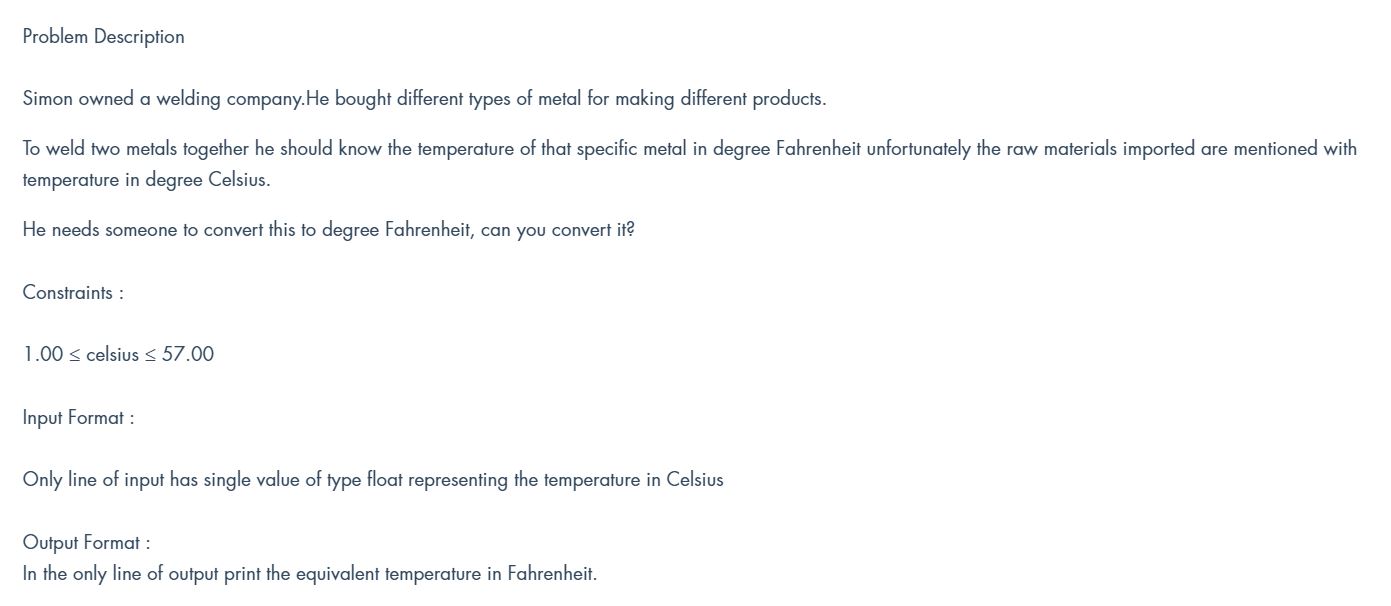 Problem Description
Simon owned a welding company.He bought different types of metal for making different products.
To weld two metals together he should know the temperature of that specific metal in degree Fahrenheit unfortunately the raw materials imported are mentioned with
temperature in degree Celsius.
He needs someone to convert this to degree Fahrenheit, can you convert it?
Constraints :
1.00 ≤ celsius ≤ 57.00
Input Format :
Only line of input has single value of type float representing the temperature in Celsius
Output Format :
In the only line of output print the equivalent temperature in Fahrenheit.